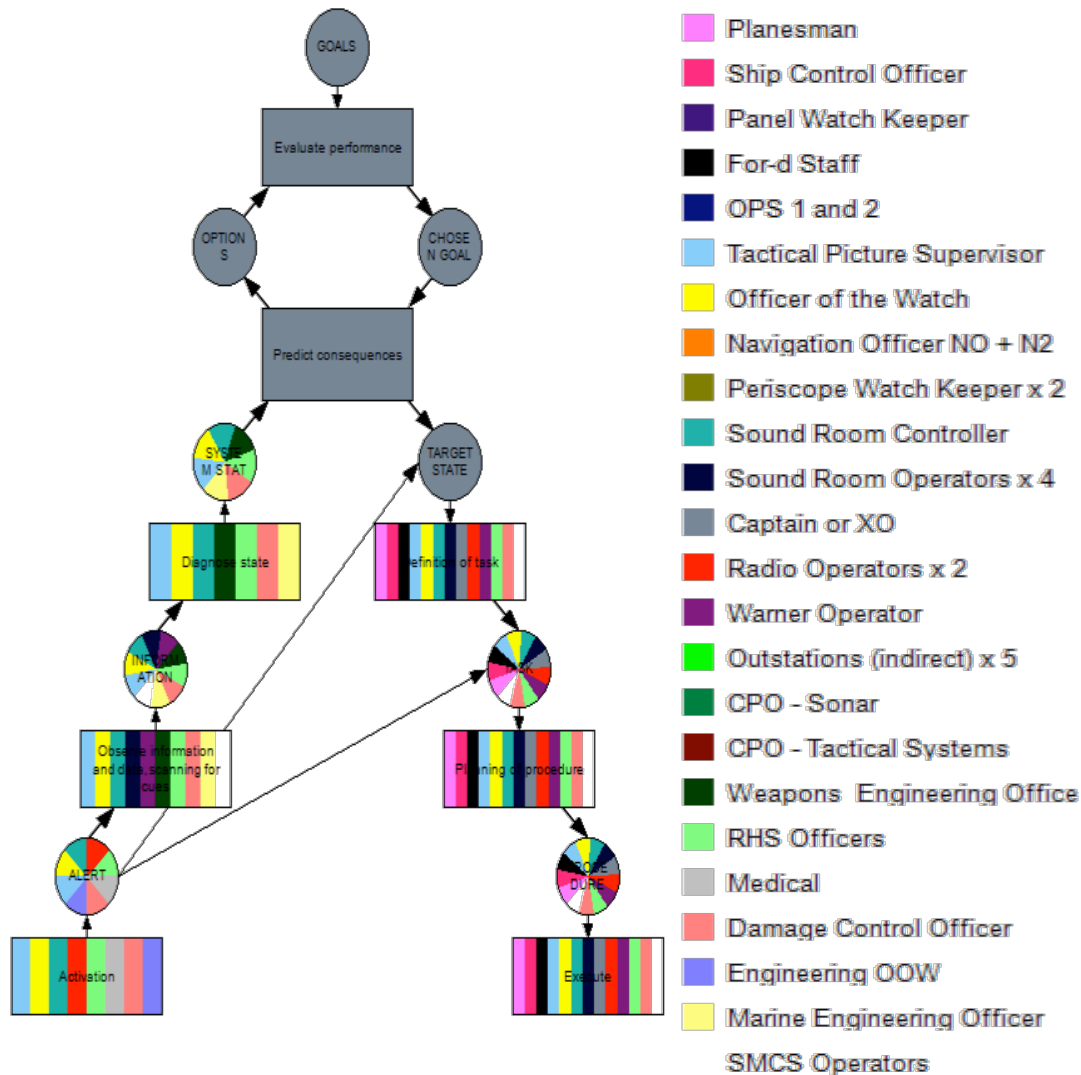 GOALS
Evaluate performance
OPTION
S
CHOSE
N GOAL
Predict consequences
SYSTE
M STAT
TARGET
STATE
Diagnose state
Definition of task
INFORM
ATION
TASK
Observe information
and data, scanning for
cues
Planning of procedure
ALERT
PROCE
DURE
Activation
Execute
Planesman
Ship Control Officer
Panel Watch Keeper
For-d Staff
OPS 1 and 2
Tactical Picture Supervisor
Officer of the Watch
Navigation Officer NO + N2
Periscope Watch Keeper x 2
Sound Room Controller
Sound Room Operators x 4
Captain or XO
Radio Operators x 2
Warner Operator
Outstations (indirect) x 5
CPO - Sonar
CPO - Tactical Systems
Weapons Engineering Office
RHS Officers
Medical
Damage Control Officer
Engineering OOW
Marine Engineering Officer
SMCS Operators